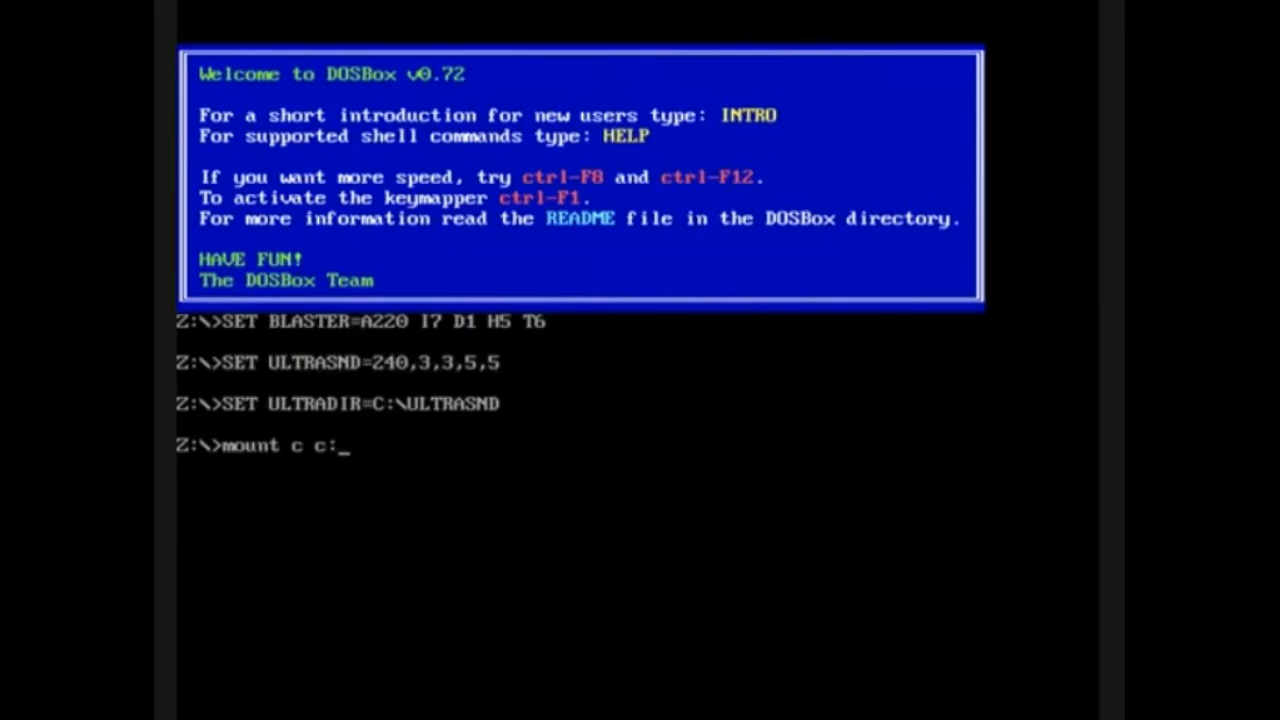 Welcome to DOSBox v0.72
For a short introduction for new users type: INTRO
For supported shell commands type: HELP
If you want more speed, try ctrl-F8 and ctrl-F12.
To activate the keymapper ctrl-F1.
For more information read the README file in the DOSBox directory.
HAVE FUN!
The DOSBox Team
Z:\>SET BLASTER=A220 I7 D1 H5 T6
Z:\>SET ULTRASND=240,3,3,5,5
Z:\>SET ULTRADIR=C:\ULTRASND
Z:\>mount c c:_